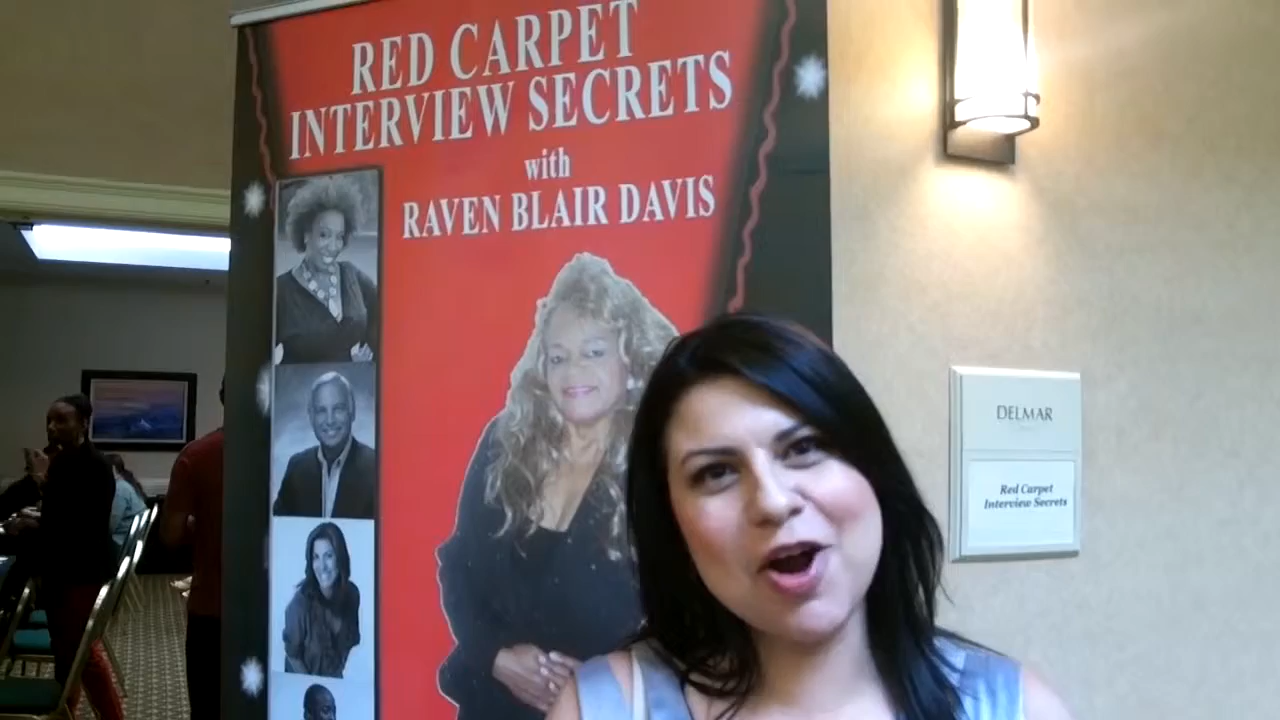 RED CARPET
INTERVIEW SECRETS
with
RAVEN BLAIR DAVIS
DELMAR
Red Carpet
Interview Secrets